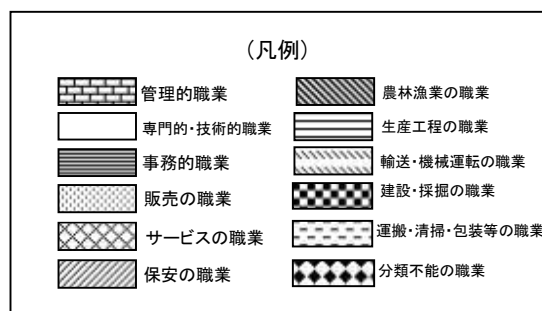 (凡例)
管理的職業
専門的・技術的職業
事務的職業
販売の職業
サービスの職業
保安の職業
農林漁業の職業
生産工程の職業
輸送・機械運転の職業
建設・採掘の職業
運搬・清掃・包装等の職業
分類不能の職業